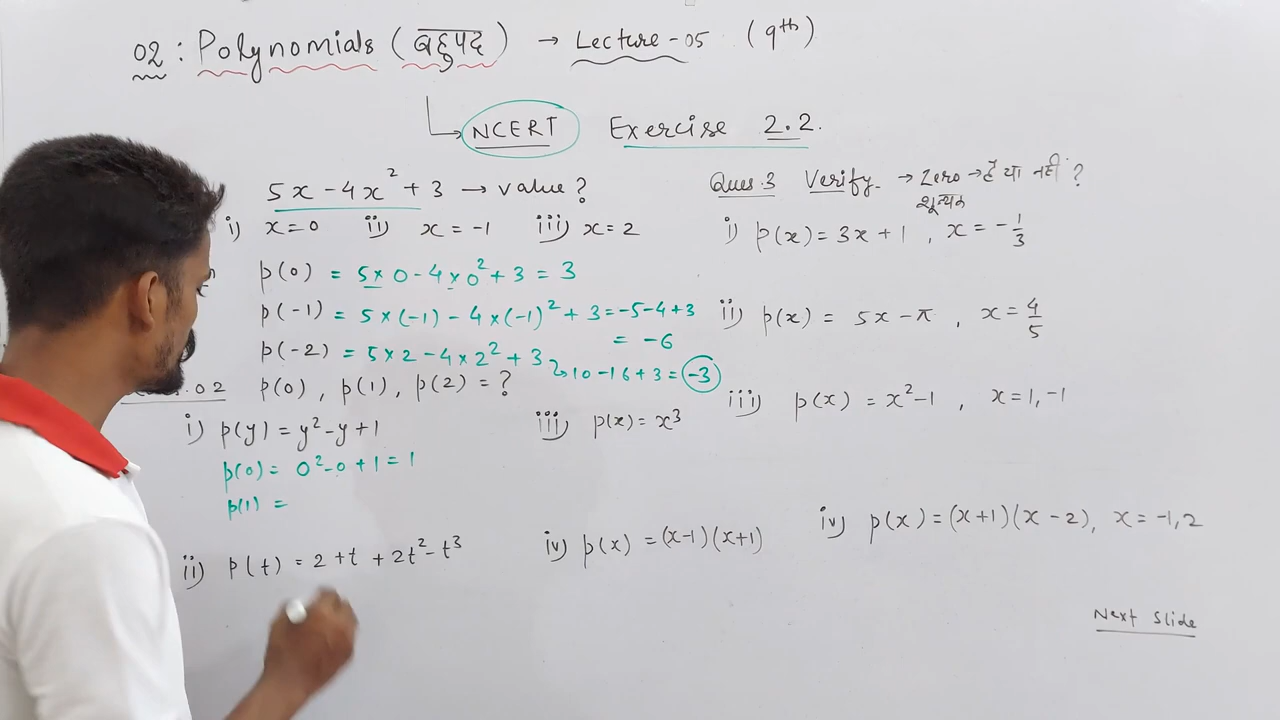 02 : Polynomials (बहुपद) → Lecture-05 (9th)
NCERT Exercise 2.2.
5x - 4x² + 3 → value ?
i) x=0 ii) x = -1 iii) x = 2
p(0) = 5×0-4×0²+3 = 3
p(-1) = 5×(-1) - 4×(-1)² + 3 = -5-4+3
= -6
p(-2) = 5×2 - 4×2² + 3
10-16+3 = -3
.02 p(0), p(1), p(2) = ?
i) p(y) = y²-y+1
p(0) = 0²-0+1 = 1
p(1) =
ii) p(t) = 2+t+2t²-t³
iii) p(x) = x³
iv) p(x) = (x-1)(x+1)
Ques.3 Verify. → Zero → है या नहीं ?
शून्यक
i) p(x) = 3x+1, x = -1/3
ii) p(x) = 5x-π, x = 4/5
iii) p(x) = x²-1, x = 1,-1
iv) p(x) = (x+1)(x-2), x = -1,2
Next Slide